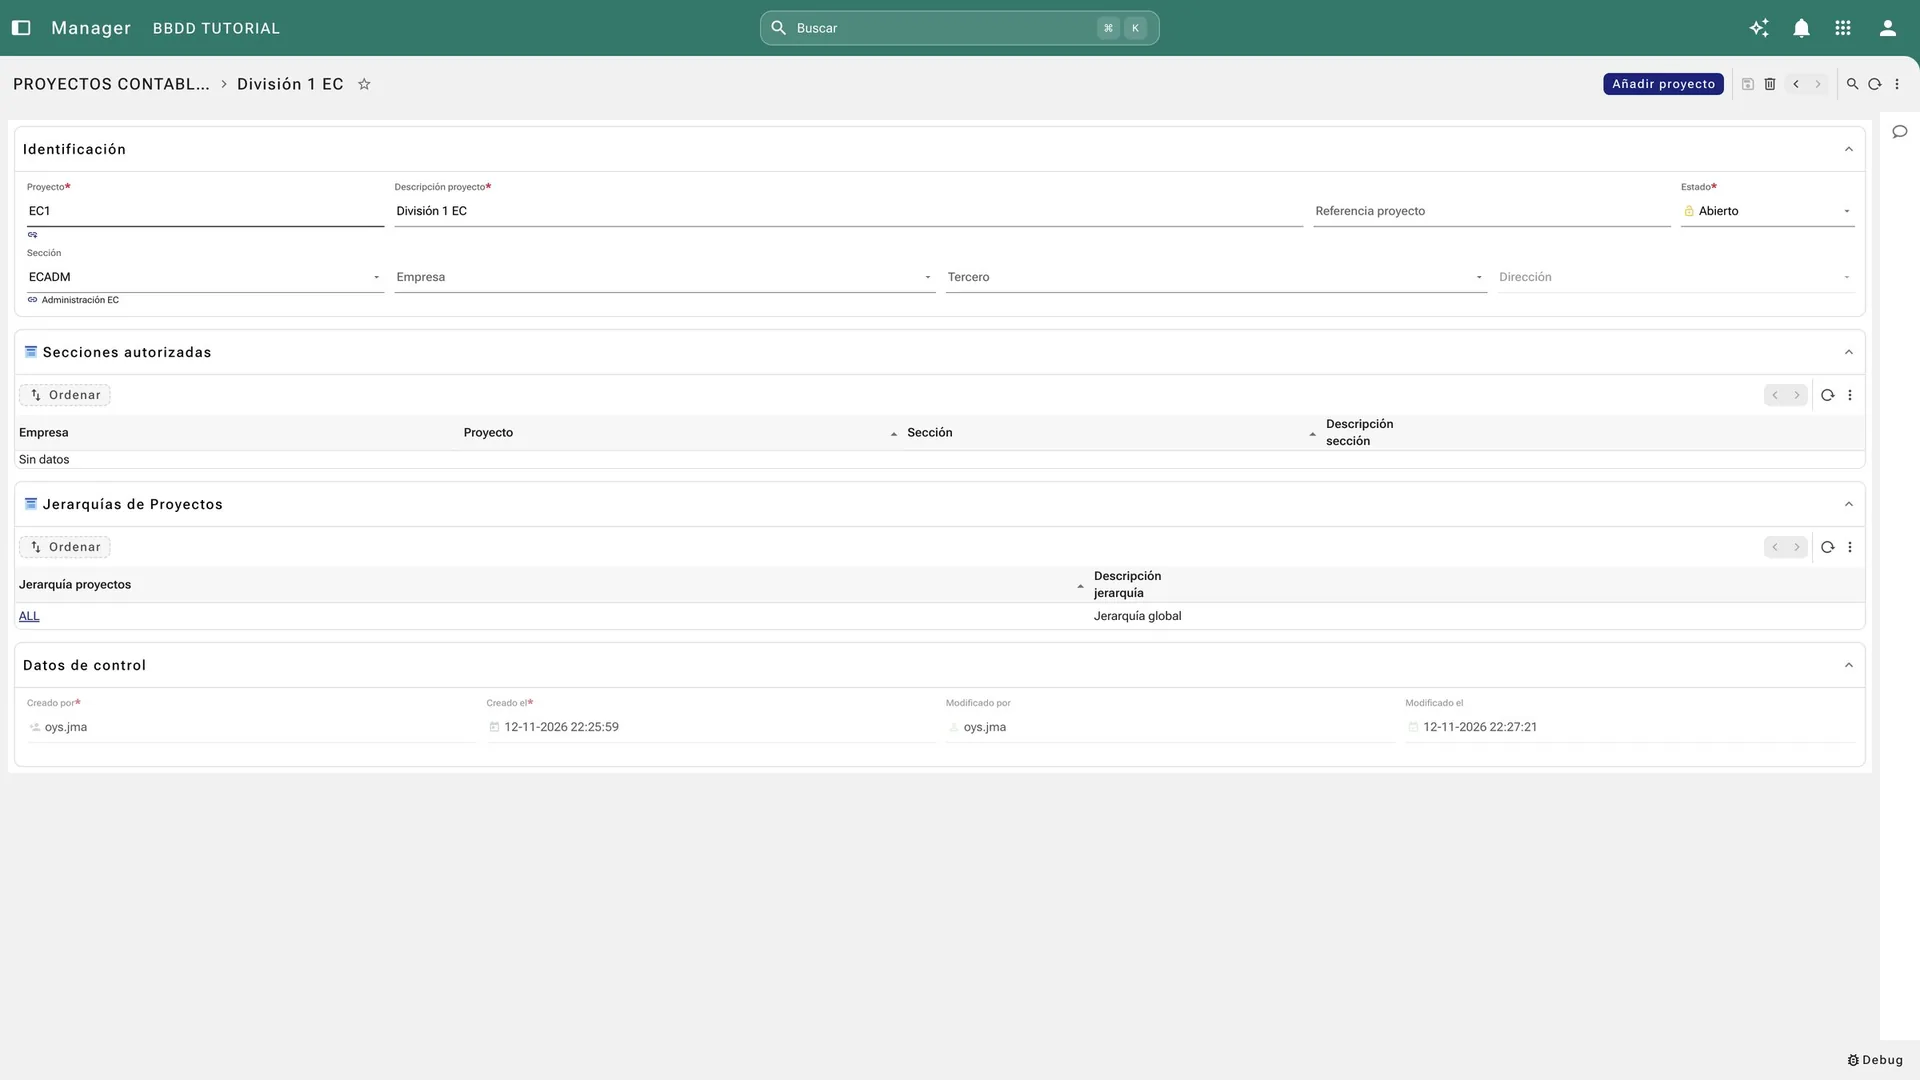 Manager BBDD TUTORIAL Buscar ⌘ K
PROYECTOS CONTABL... > División 1 EC Añadir proyecto
Identificación
Proyecto* Descripción proyecto* Estado*
EC1 División 1 EC Referencia proyecto Abierto
Sección
ECADM Empresa Tercero Dirección
Administración EC
Secciones autorizadas
Ordenar
Empresa Proyecto Sección Descripción sección
Sin datos
Jerarquías de Proyectos
Ordenar
Jerarquía proyectos Descripción jerarquía
ALL Jerarquía global
Datos de control
Creado por* Creado el* Modificado por Modificado el
oys.jma 12-11-2026 22:25:59 oys.jma 12-11-2026 22:27:21
Debug